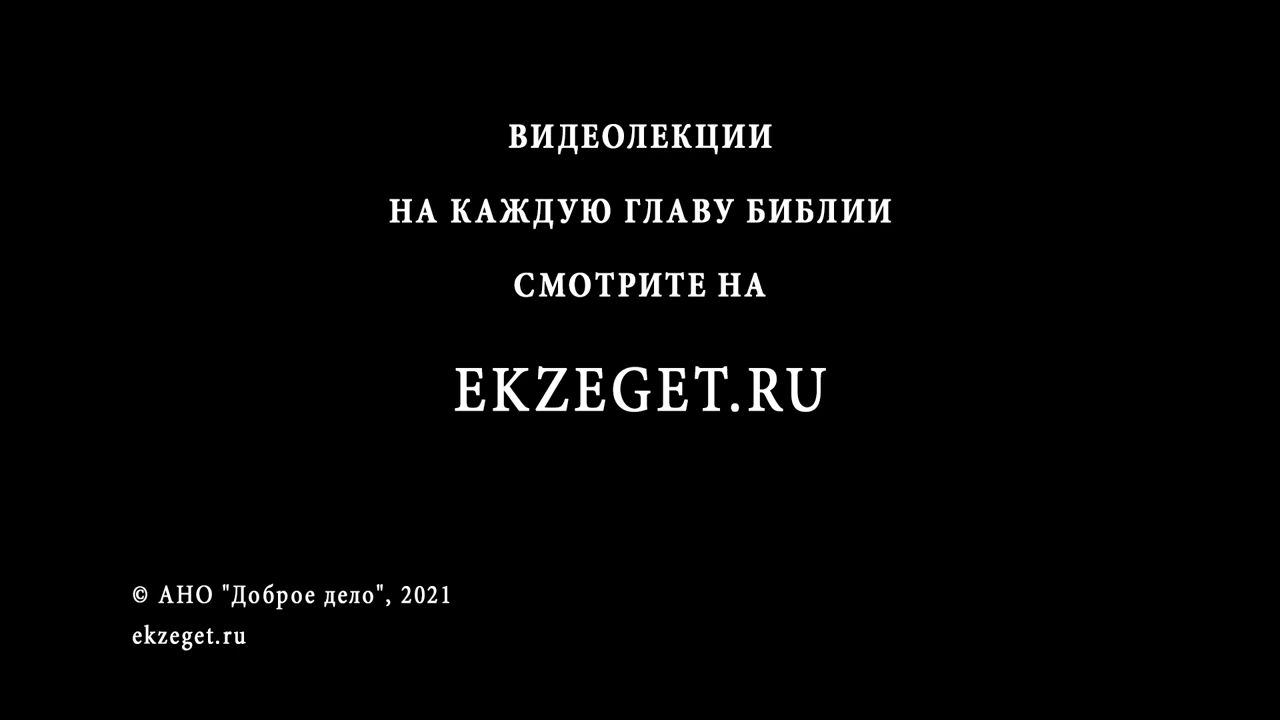 ВИДЕОЛЕКЦИИ
НА КАЖДУЮ ГЛАВУ БИБЛИИ
СМОТРИТЕ НА
EKZEGET.RU
© АНО "Доброе дело", 2021
ekzeget.ru